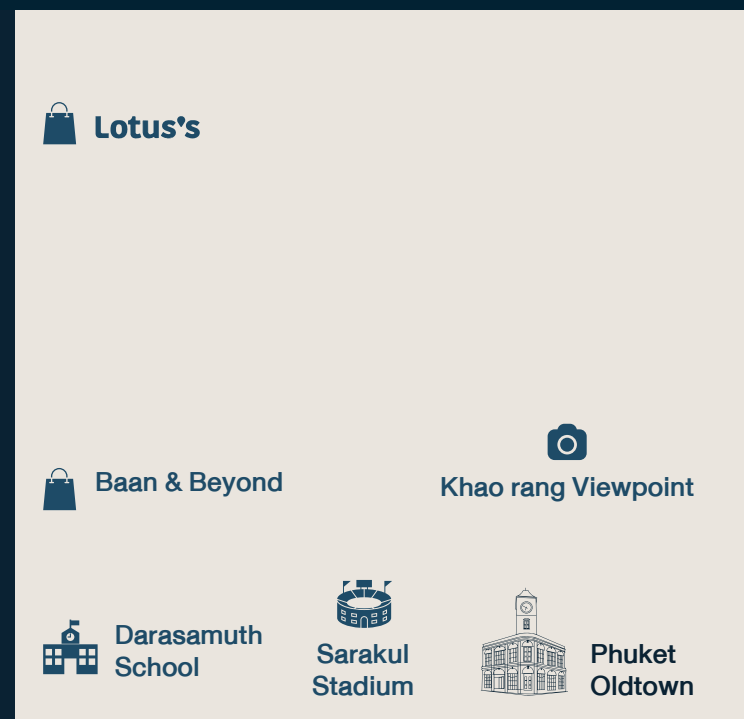 Lotus's
Baan & Beyond
Khao rang Viewpoint
Darasamuth
School
Sarakul
Stadium
Phuket
Oldtown